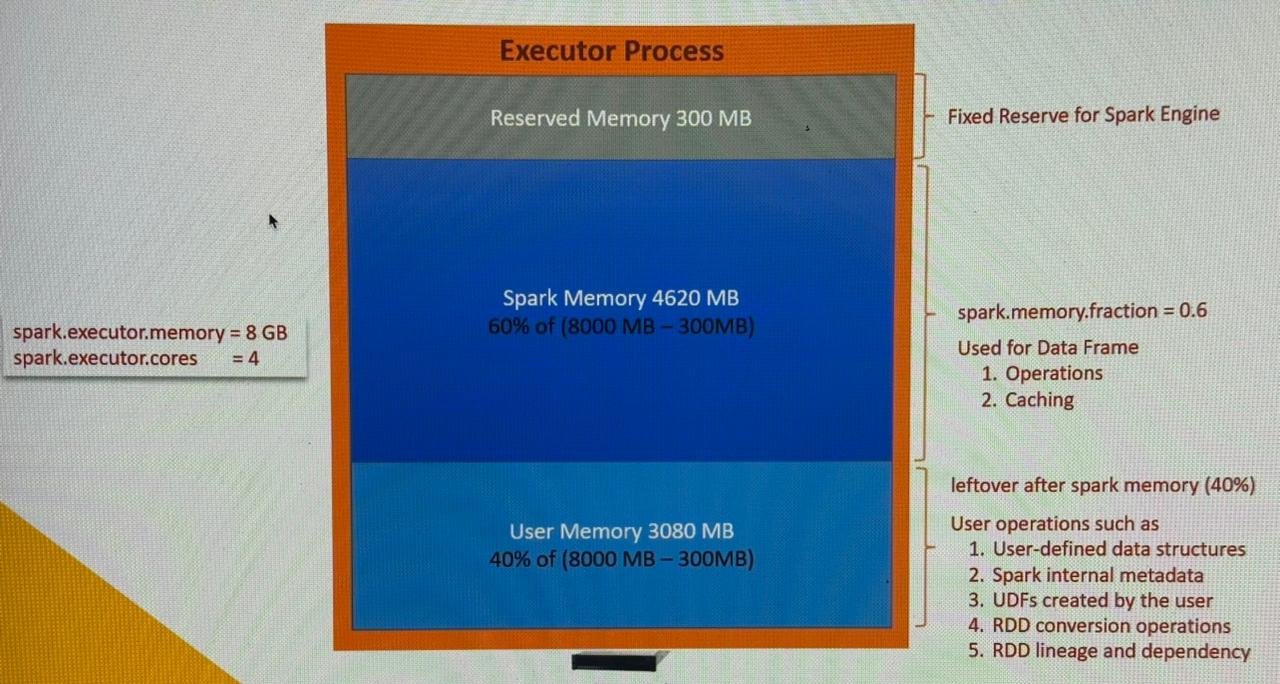 Executor Process
Reserved Memory 300 MB
Fixed Reserve for Spark Engine
Spark Memory 4620 MB
60% of (8000 MB – 300MB)
spark.executor.memory = 8 GB
spark.executor.cores = 4
spark.memory.fraction = 0.6
Used for Data Frame
1. Operations
2. Caching
User Memory 3080 MB
40% of (8000 MB – 300MB)
leftover after spark memory (40%)
User operations such as
1. User-defined data structures
2. Spark internal metadata
3. UDFs created by the user
4. RDD conversion operations
5. RDD lineage and dependency